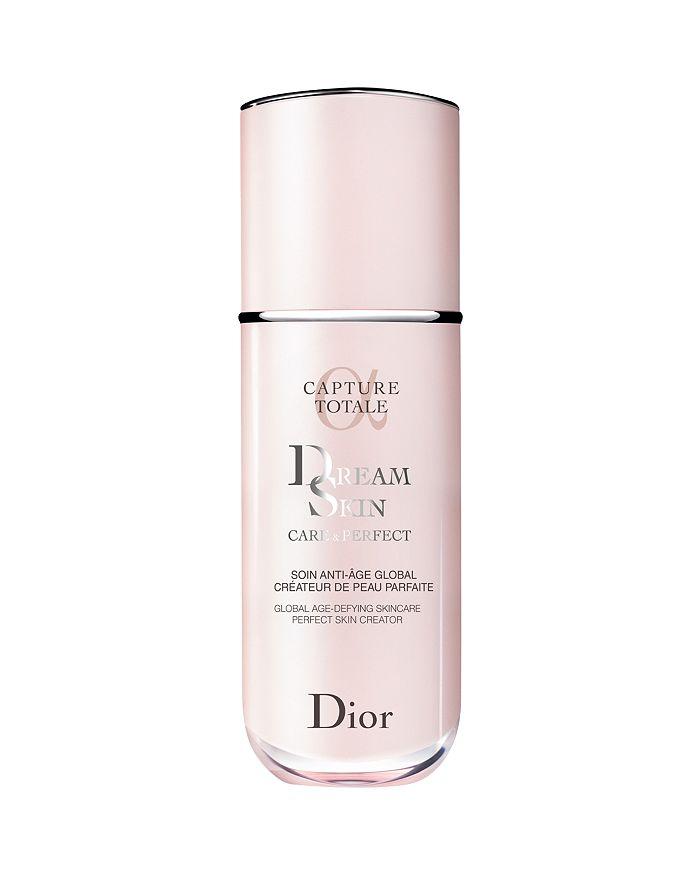 CAPTURE
TOTALE
DREAM
SKIN
CARE & PERFECT
SOIN ANTI-ÂGE GLOBAL
CRÉATEUR DE PEAU PARFAITE
GLOBAL AGE-DEFYING SKINCARE
PERFECT SKIN CREATOR
Dior